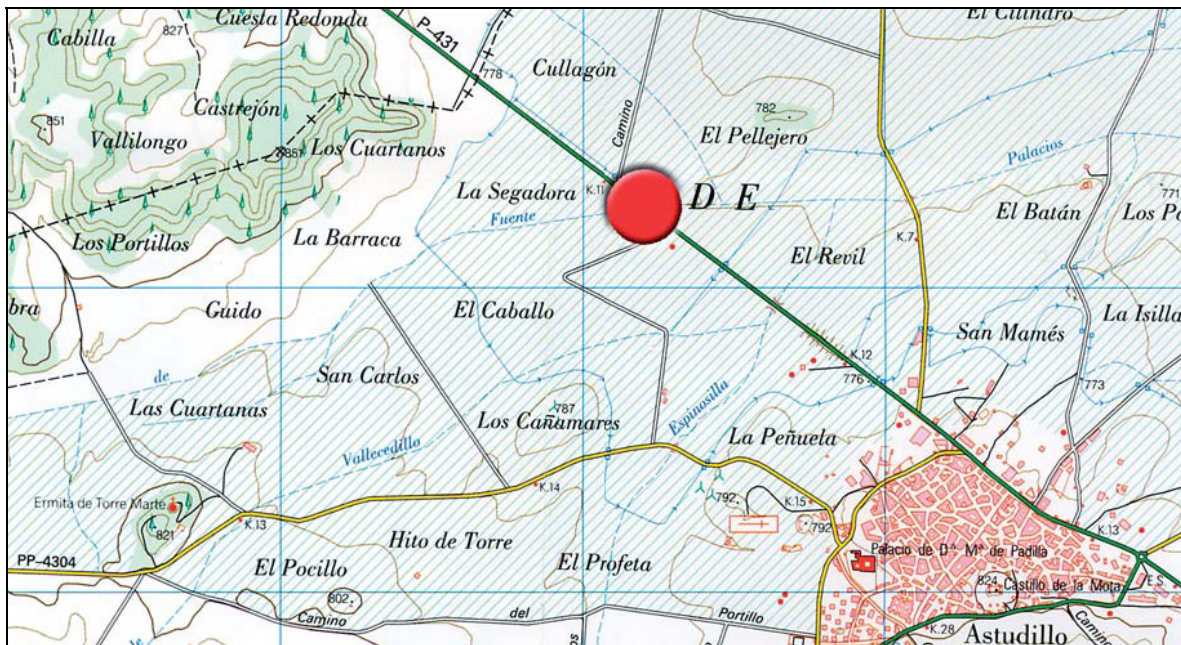 Cuesta Redonda
Cabilla
827
P-431
El Cilindro
778
Cullagón
Castrejón
Camino
782
851
Vallilongo
851
Los Cuartanos
El Pellejero
Palacios
La Segadora
K.11
D E
771
El Batán
Los Po
Fuente
Los Portillos
La Barraca
K.7
El Revil
bra
Guido
El Caballo
San Mamés
La Isilla
K.12
de
San Carlos
776
773
Las Cuartanas
787
Los Cañamares
Espinosilla
La Peñuela
Vallecedillo
Ermita de Torre Marte
K.14
792
K.15
821
K.13
792
K.13
Hito de Torre
Palacio de Dª Mª de Padilla
PP-4304
El Pocillo
El Profeta
824
Castillo de la Mota
E.S.
802
Camino
del
Portillo
K.28
Astudillo
Camino